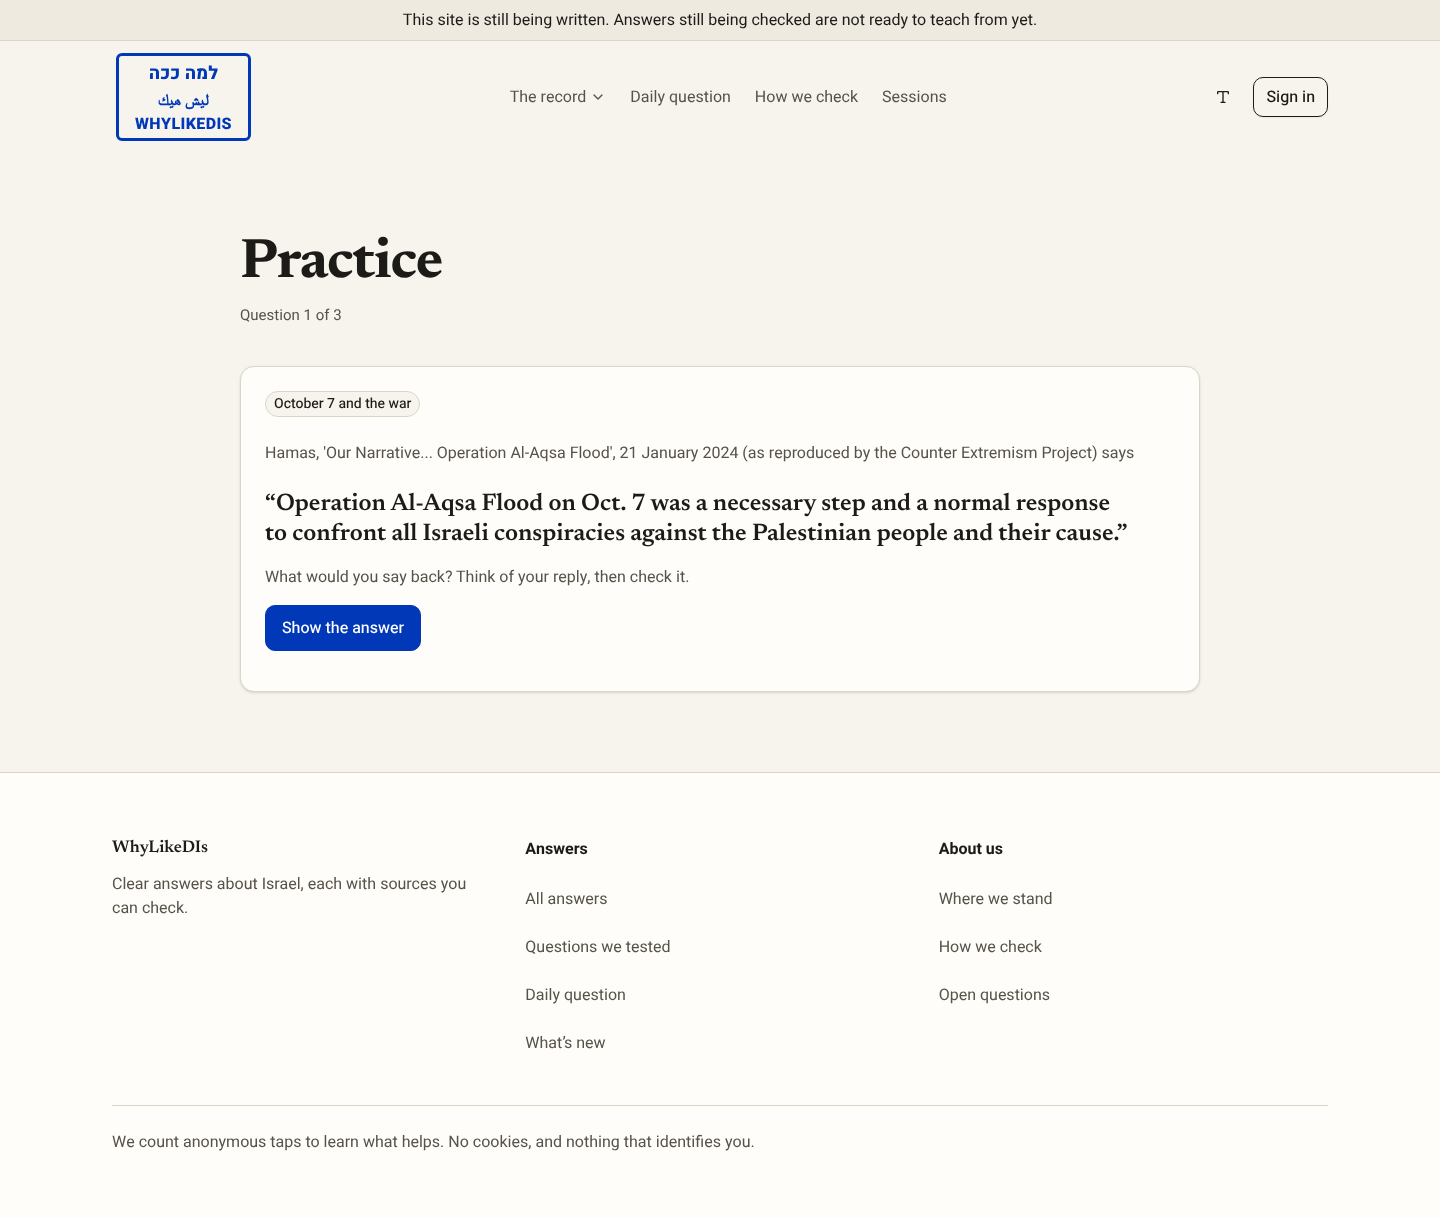 This site is still being written. Answers still being checked are not ready to teach from yet.
למה ככה
ليش هيك
WHYLIKEDIS
The record
Daily question
How we check
Sessions
T
Sign in
Practice
Question 1 of 3
October 7 and the war
Hamas, 'Our Narrative... Operation Al-Aqsa Flood', 21 January 2024 (as reproduced by the Counter Extremism Project) says
“Operation Al-Aqsa Flood on Oct. 7 was a necessary step and a normal response
to confront all Israeli conspiracies against the Palestinian people and their cause.”
What would you say back? Think of your reply, then check it.
Show the answer
WhyLikeDIs
Clear answers about Israel, each with sources you
can check.
Answers
All answers
Questions we tested
Daily question
What’s new
About us
Where we stand
How we check
Open questions
We count anonymous taps to learn what helps. No cookies, and nothing that identifies you.